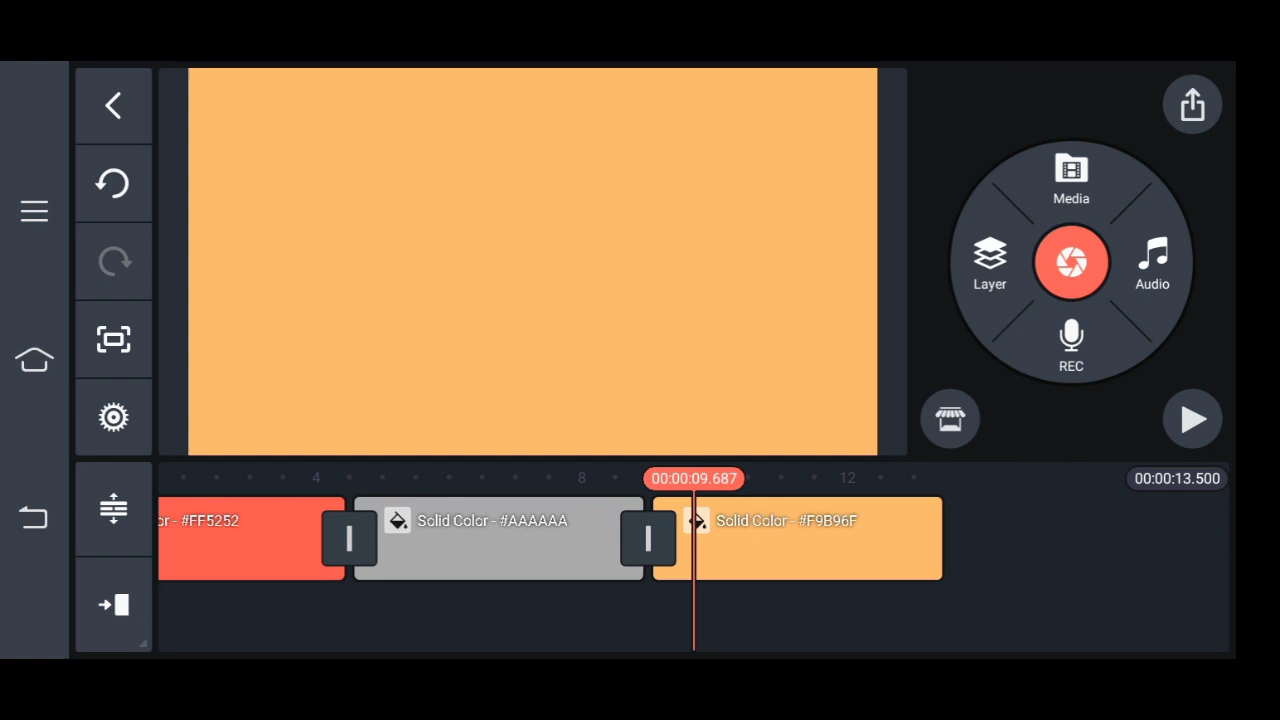 Media
Layer
Audio
REC
4
8
00:00:09.687
12
00:00:13.500
or - #FF5252
Solid Color - #AAAAAA
Solid Color - #F9B96F